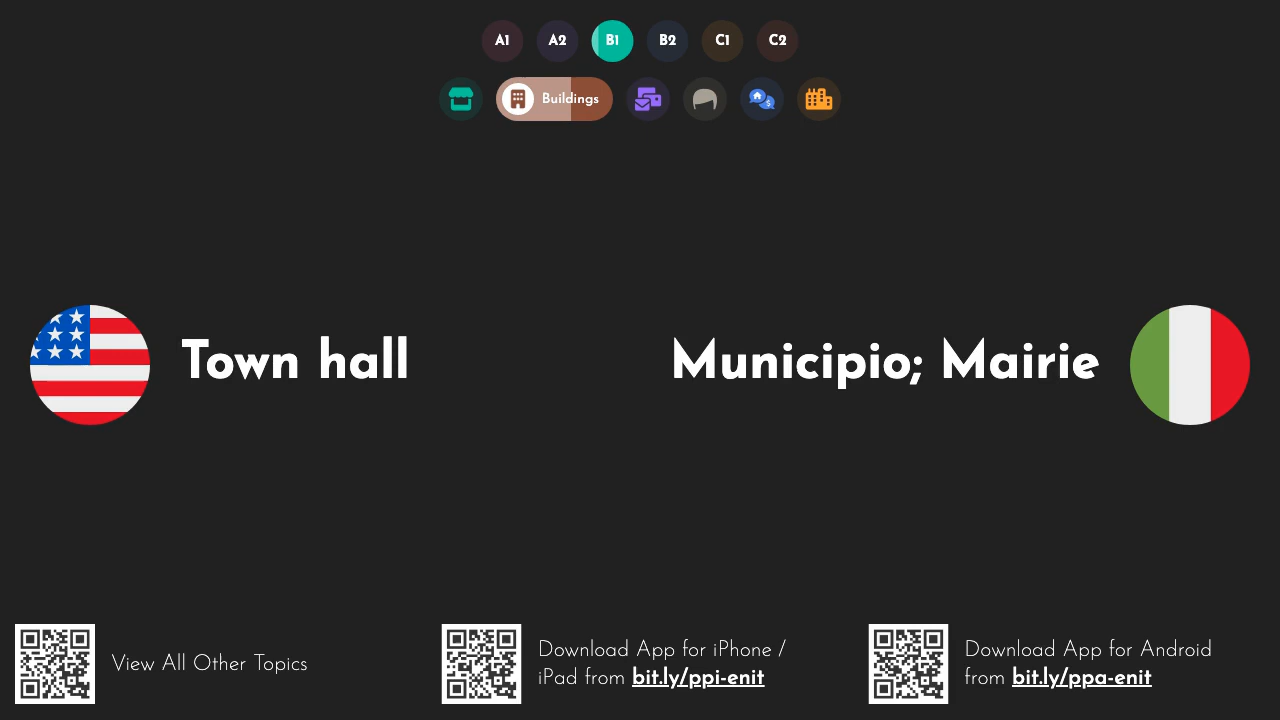 A1 A2 B1 B2 C1 C2
Buildings
Town hall
Municipio; Mairie
View All Other Topics
Download App for iPhone /
iPad from bit.ly/ppi-enit
Download App for Android
from bit.ly/ppa-enit